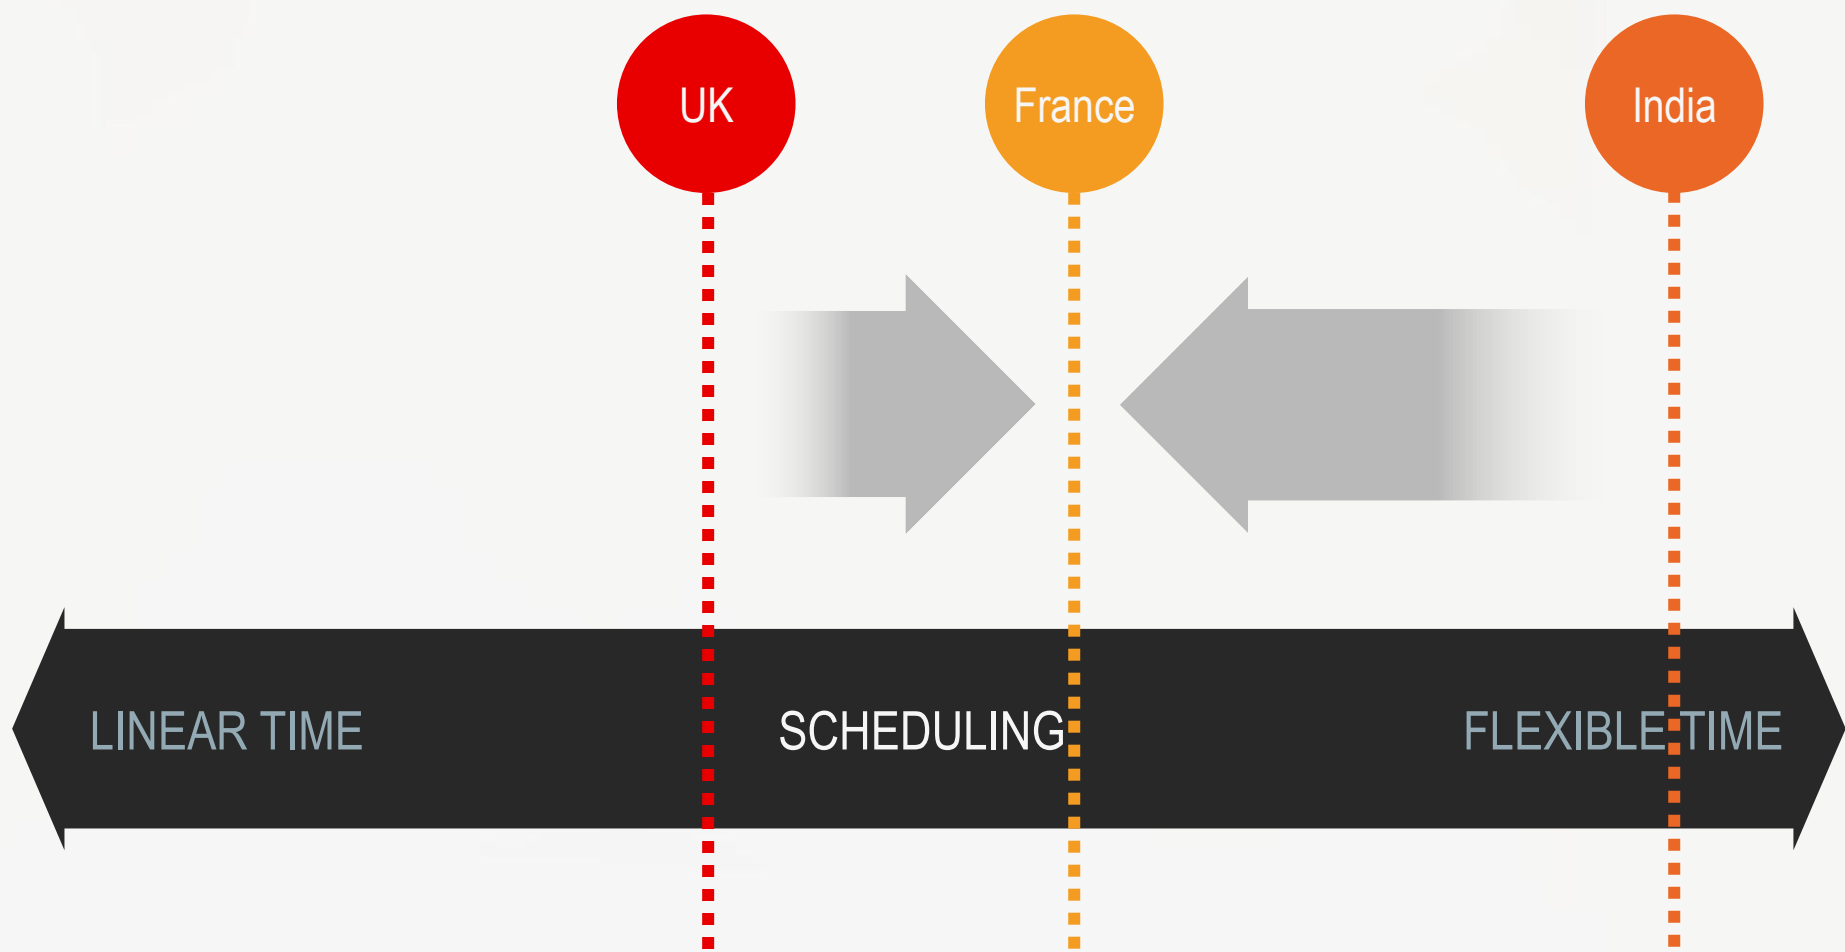 UK
France
India
LINEAR TIME
SCHEDULING
FLEXIBLE TIME